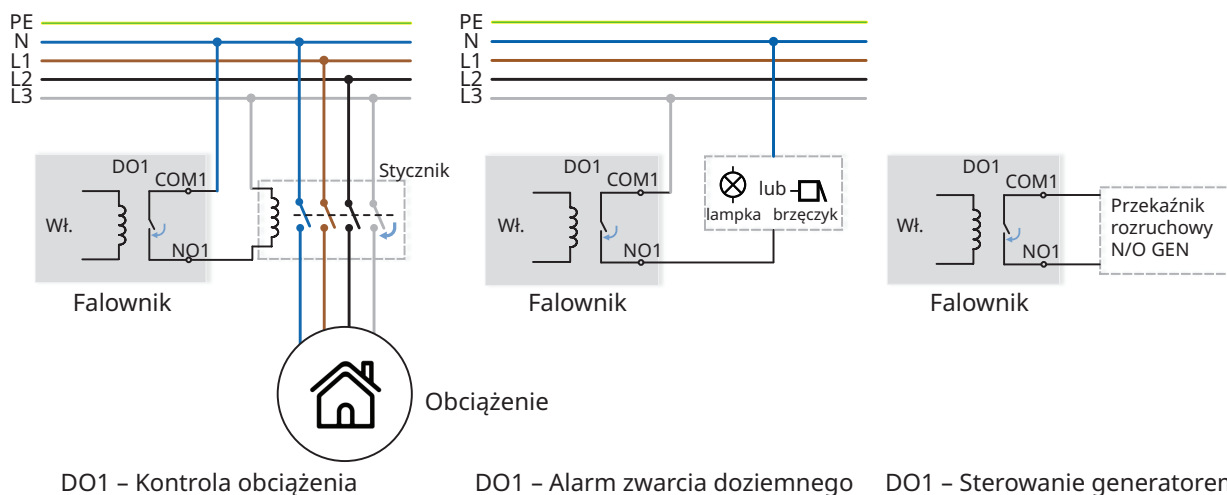 PE
N
L1
L2
L3
DO1
COM1
Wł.
NO1
Falownik
Stycznik
Obciążenie
DO1 – Kontrola obciążenia
PE
N
L1
L2
L3
DO1
COM1
Wł.
NO1
Falownik
lub
lampka brzęczyk
DO1 – Alarm zwarcia doziemnego
DO1
COM1
Wł.
NO1
Falownik
Przekaźnik
rozruchowy
N/O GEN
DO1 – Sterowanie